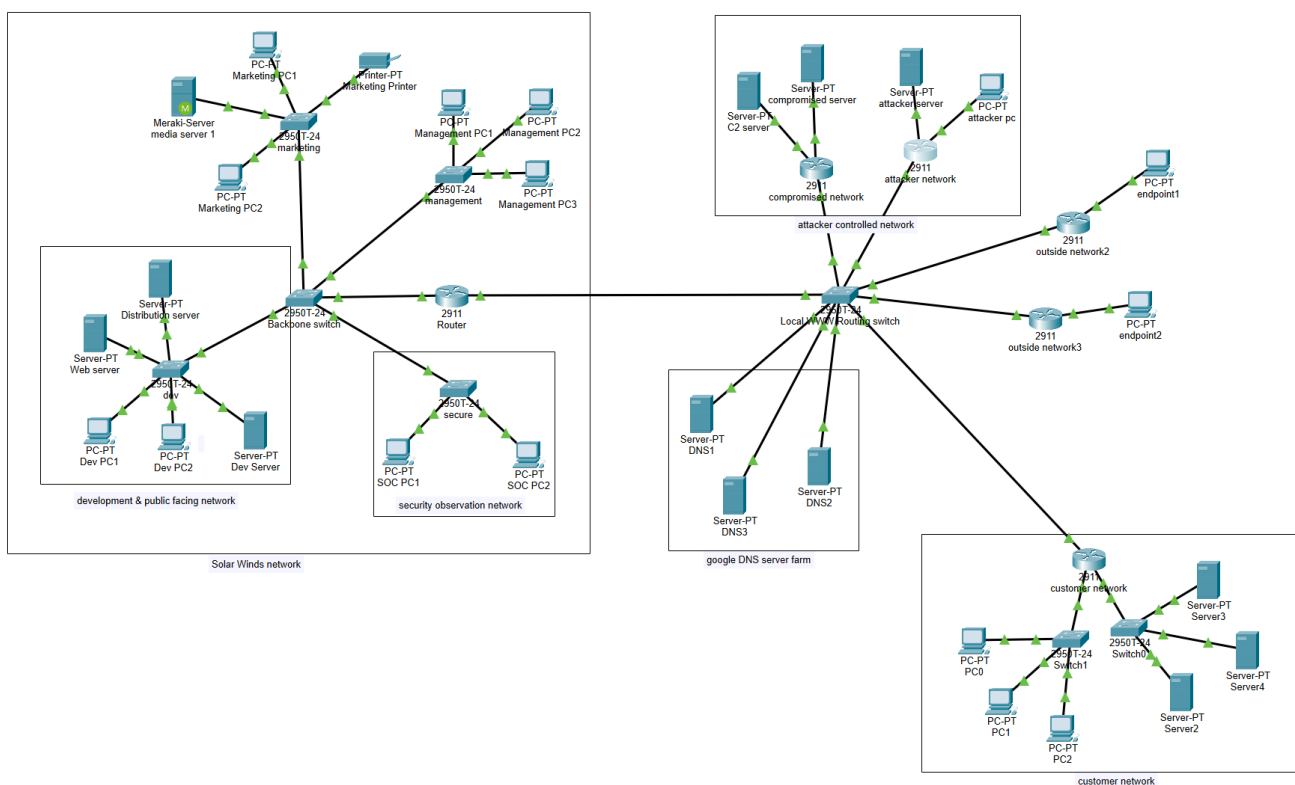 PC-PT
Marketing PC1
Printer-PT
Marketing Printer
Meraki-Server
media server 1
2950T-24
marketing
PC-PT
Marketing PC2
PC-PT
Management PC1
PC-PT
Management PC2
2950T-24
management
PC-PT
Management PC3
Server-PT
Distribution server
Server-PT
Web server
2950T-24
dev
PC-PT
Dev PC1
PC-PT
Dev PC2
Server-PT
Dev Server
development & public facing network
2950T-24
Backbone switch
2911
Router
2950T-24
secure
PC-PT
SOC PC1
PC-PT
SOC PC2
security observation network
Solar Winds network
Server-PT
C2 server
Server-PT
compromised server
Server-PT
attacker server
PC-PT
attacker pc
2911
compromised network
2911
attacker network
attacker controlled network
PC-PT
endpoint1
2911
outside network2
2950T-24
Local WWW Routing switch
2911
outside network3
PC-PT
endpoint2
Server-PT
DNS1
Server-PT
DNS2
Server-PT
DNS3
google DNS server farm
2911
customer network
Server-PT
Server3
2950T-24
Switch1
2950T-24
Switch0
PC-PT
PC0
Server-PT
Server4
PC-PT
PC1
Server-PT
Server2
PC-PT
PC2
customer network